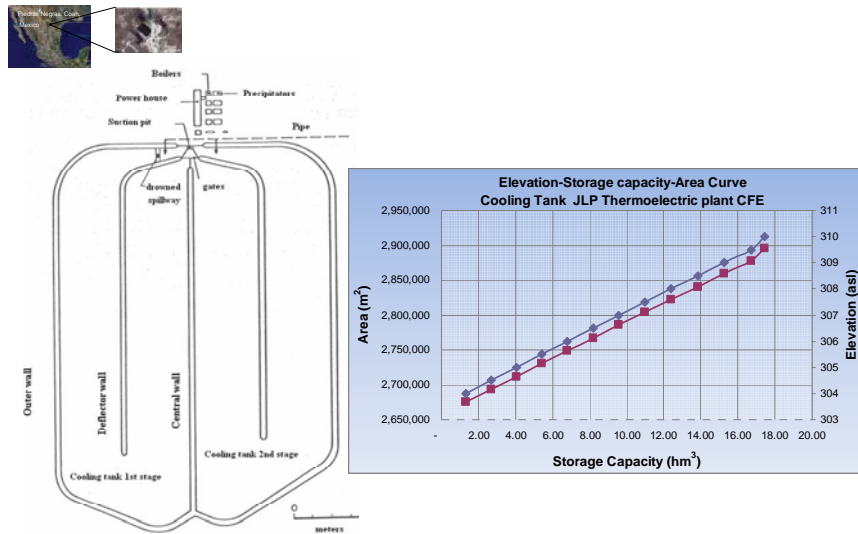 Piedras Negras, Coah.
Mexico
Boilers
Precipitators
Power house
Suction pit
Pipe
drowned
spillway
gates
Outer wall
Deflector wall
Central wall
Cooling tank 1st stage
Cooling tank 2nd stage
0
meters
Elevation-Storage capacity-Area Curve
Cooling Tank JLP Thermoelectric plant CFE
Area (m²)
2,950,000
2,900,000
2,850,000
2,800,000
2,750,000
2,700,000
2,650,000
311
310
309
308
307
306
305
304
303
Elevation (asl)
- 2.00 4.00 6.00 8.00 10.00 12.00 14.00 16.00 18.00 20.00
Storage Capacity (hm³)